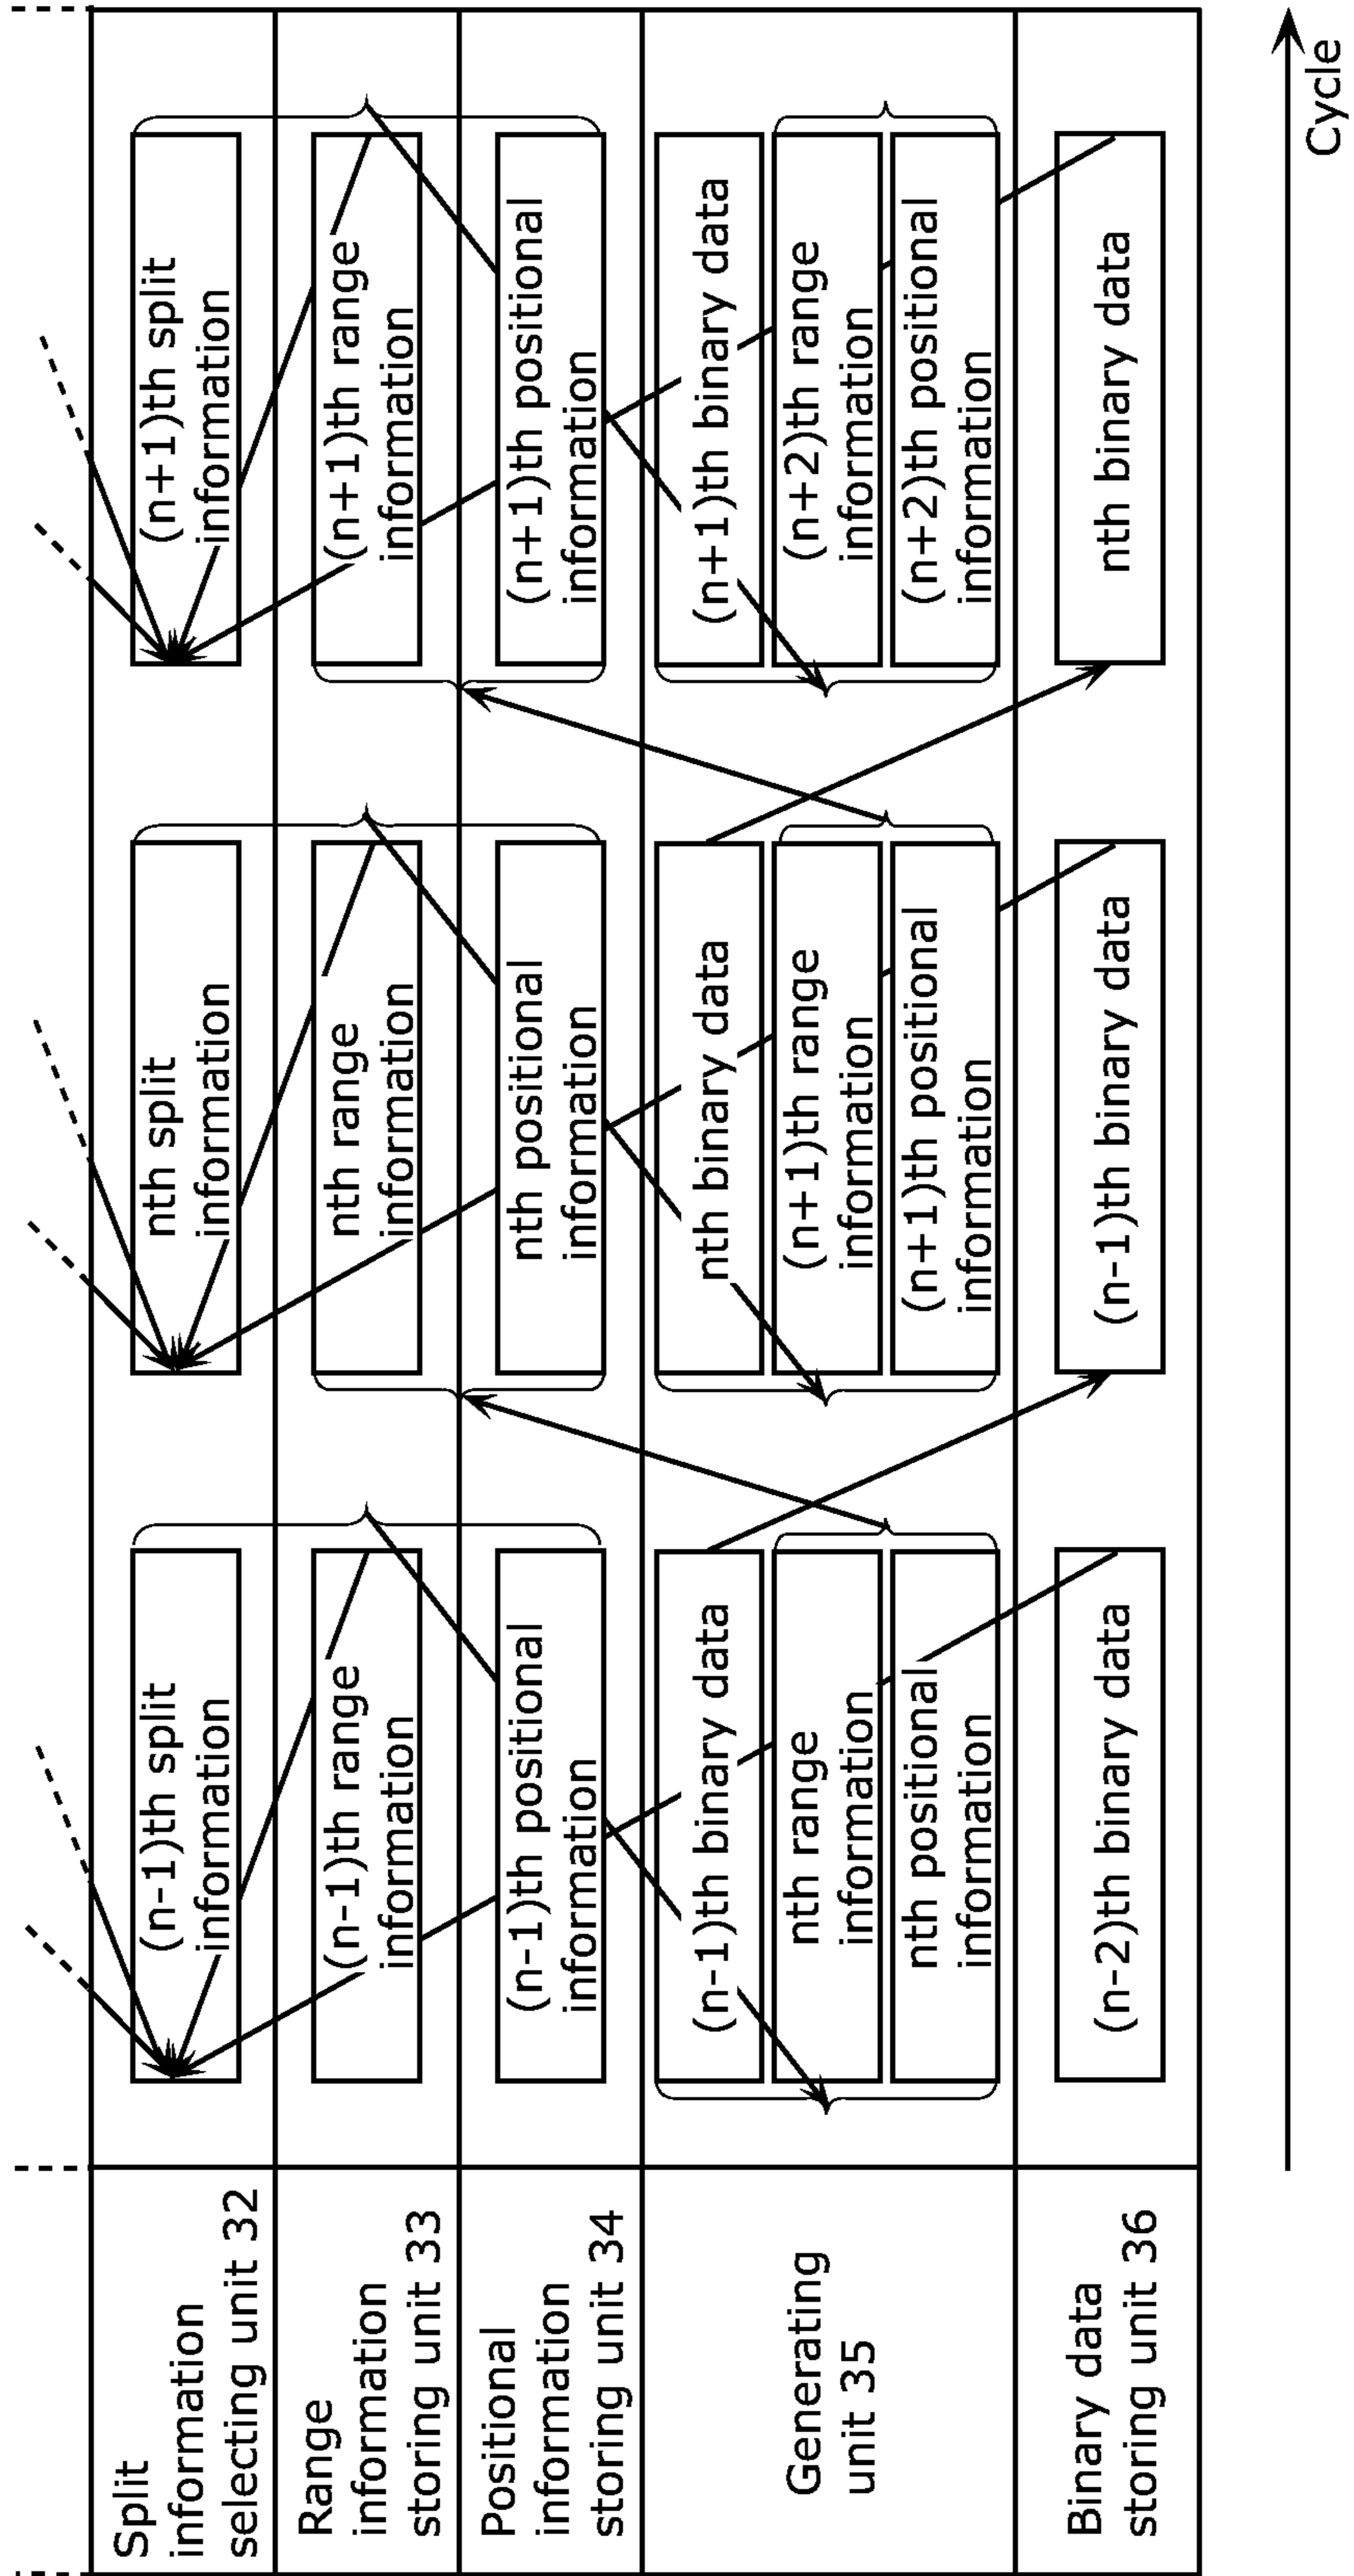 Split
information
selecting unit 32
(n-1)th split
information
nth split
information
(n+1)th split
information
Range
information
storing unit 33
(n-1)th range
information
nth range
information
(n+1)th range
information
Positional
information
storing unit 34
(n-1)th positional
information
nth positional
information
(n+1)th positional
information
Generating
unit 35
(n-1)th binary data
nth range
information
nth positional
information
nth binary data
(n+1)th range
information
(n+1)th positional
information
(n+1)th binary data
(n+2)th range
information
(n+2)th positional
information
Binary data
storing unit 36
(n-2)th binary data
(n-1)th binary data
nth binary data
Cycle